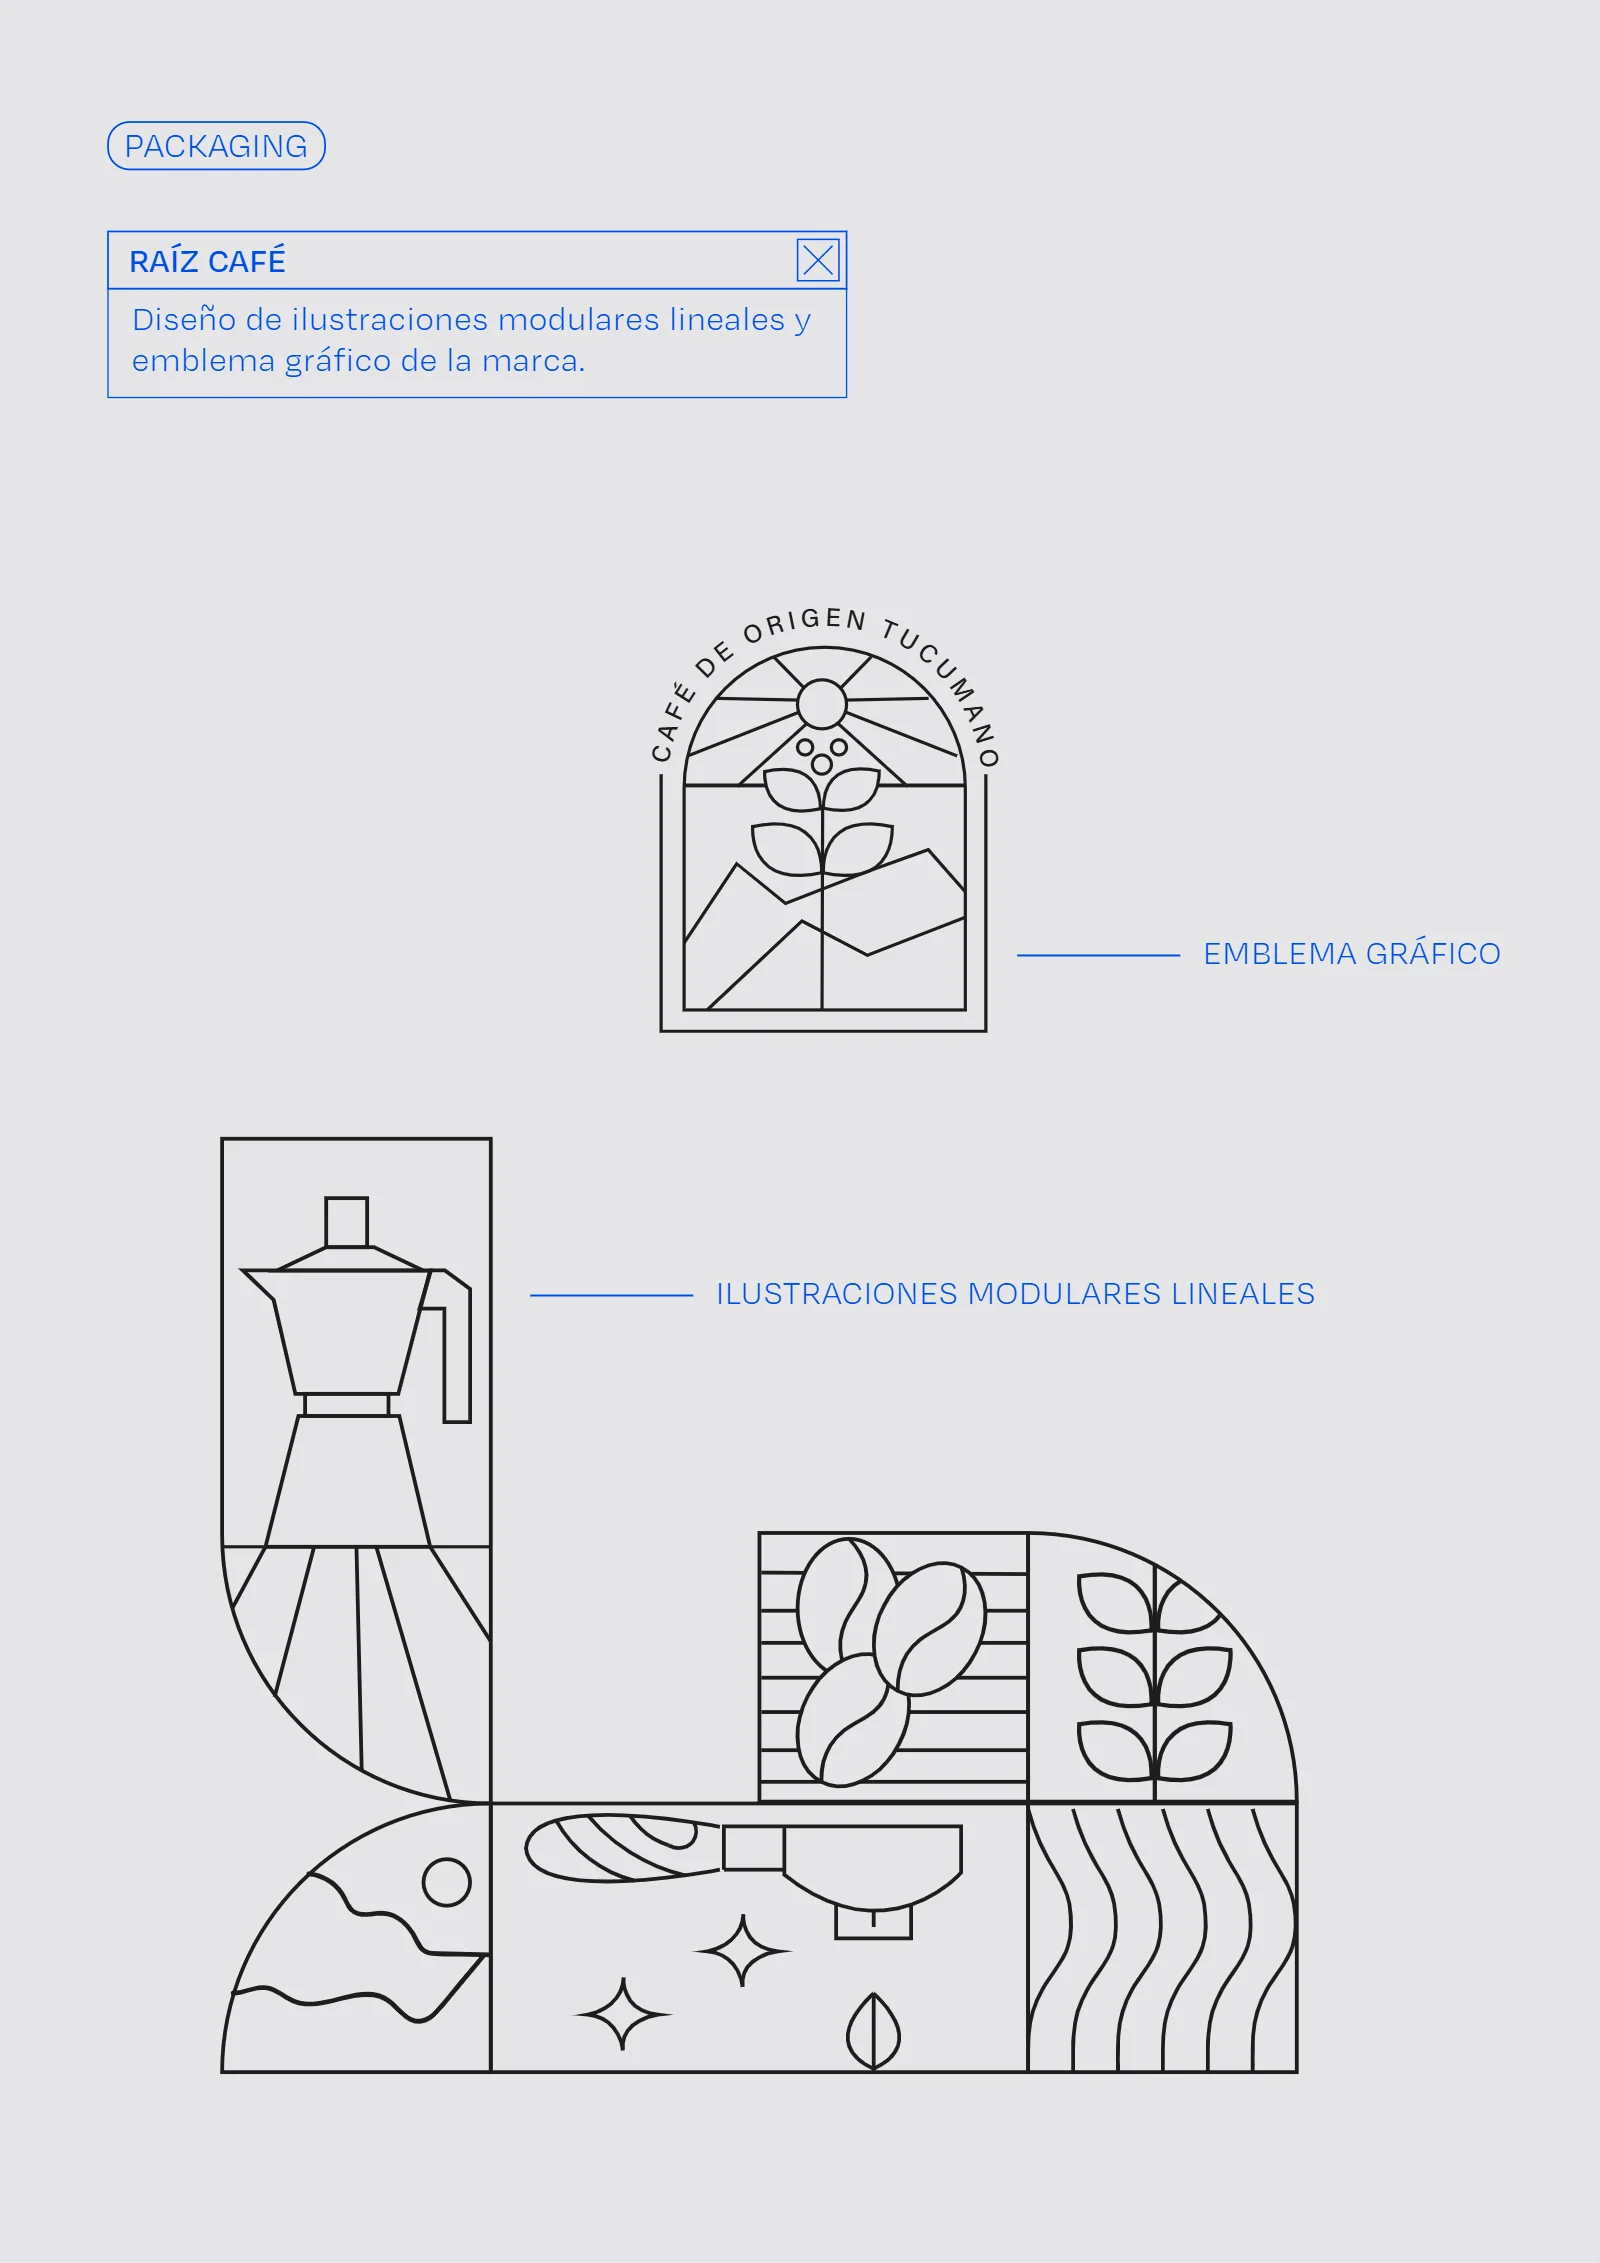 PACKAGING
RAÍZ CAFÉ
Diseño de ilustraciones modulares lineales y
emblema gráfico de la marca.
CAFÉ DE ORIGEN TUCUMANO
EMBLEMA GRÁFICO
ILUSTRACIONES MODULARES LINEALES